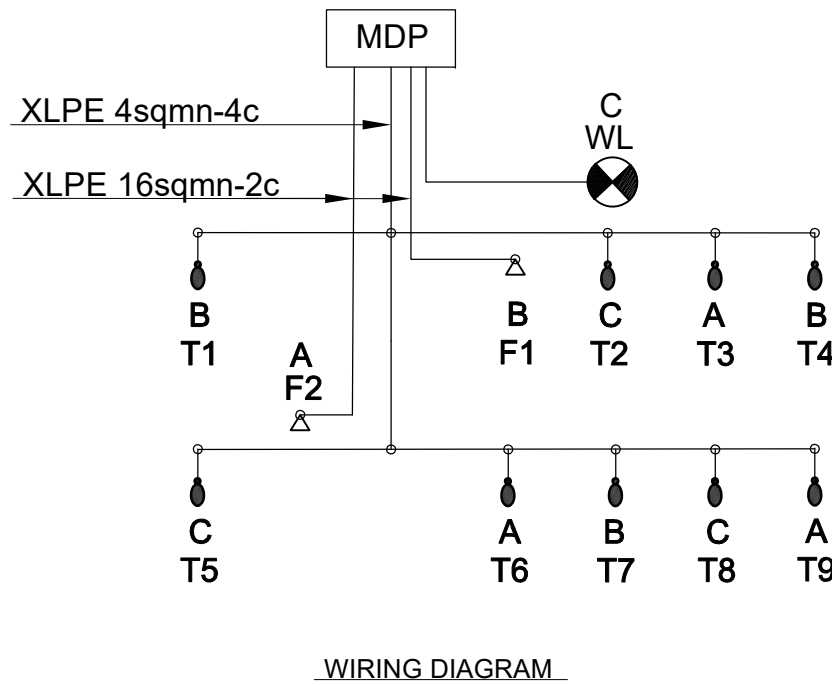 MDP
XLPE 4sqmn-4c
C
WL
XLPE 16sqmn-2c
B
T1
B
F1
C
T2
A
T3
B
T4
A
F2
C
T5
A
T6
B
T7
C
T8
A
T9
WIRING DIAGRAM